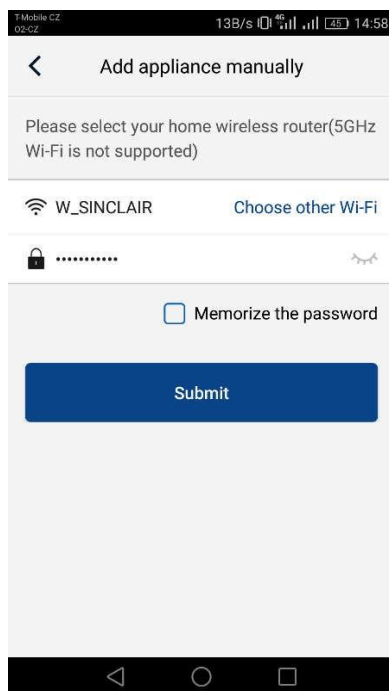 T-Mobile CZ
O2-CZ
13B/s 4G 45 14:58
Add appliance manually
Please select your home wireless router(5GHz
Wi-Fi is not supported)
W_SINCLAIR Choose other Wi-Fi
•••••••••••
Memorize the password
Submit